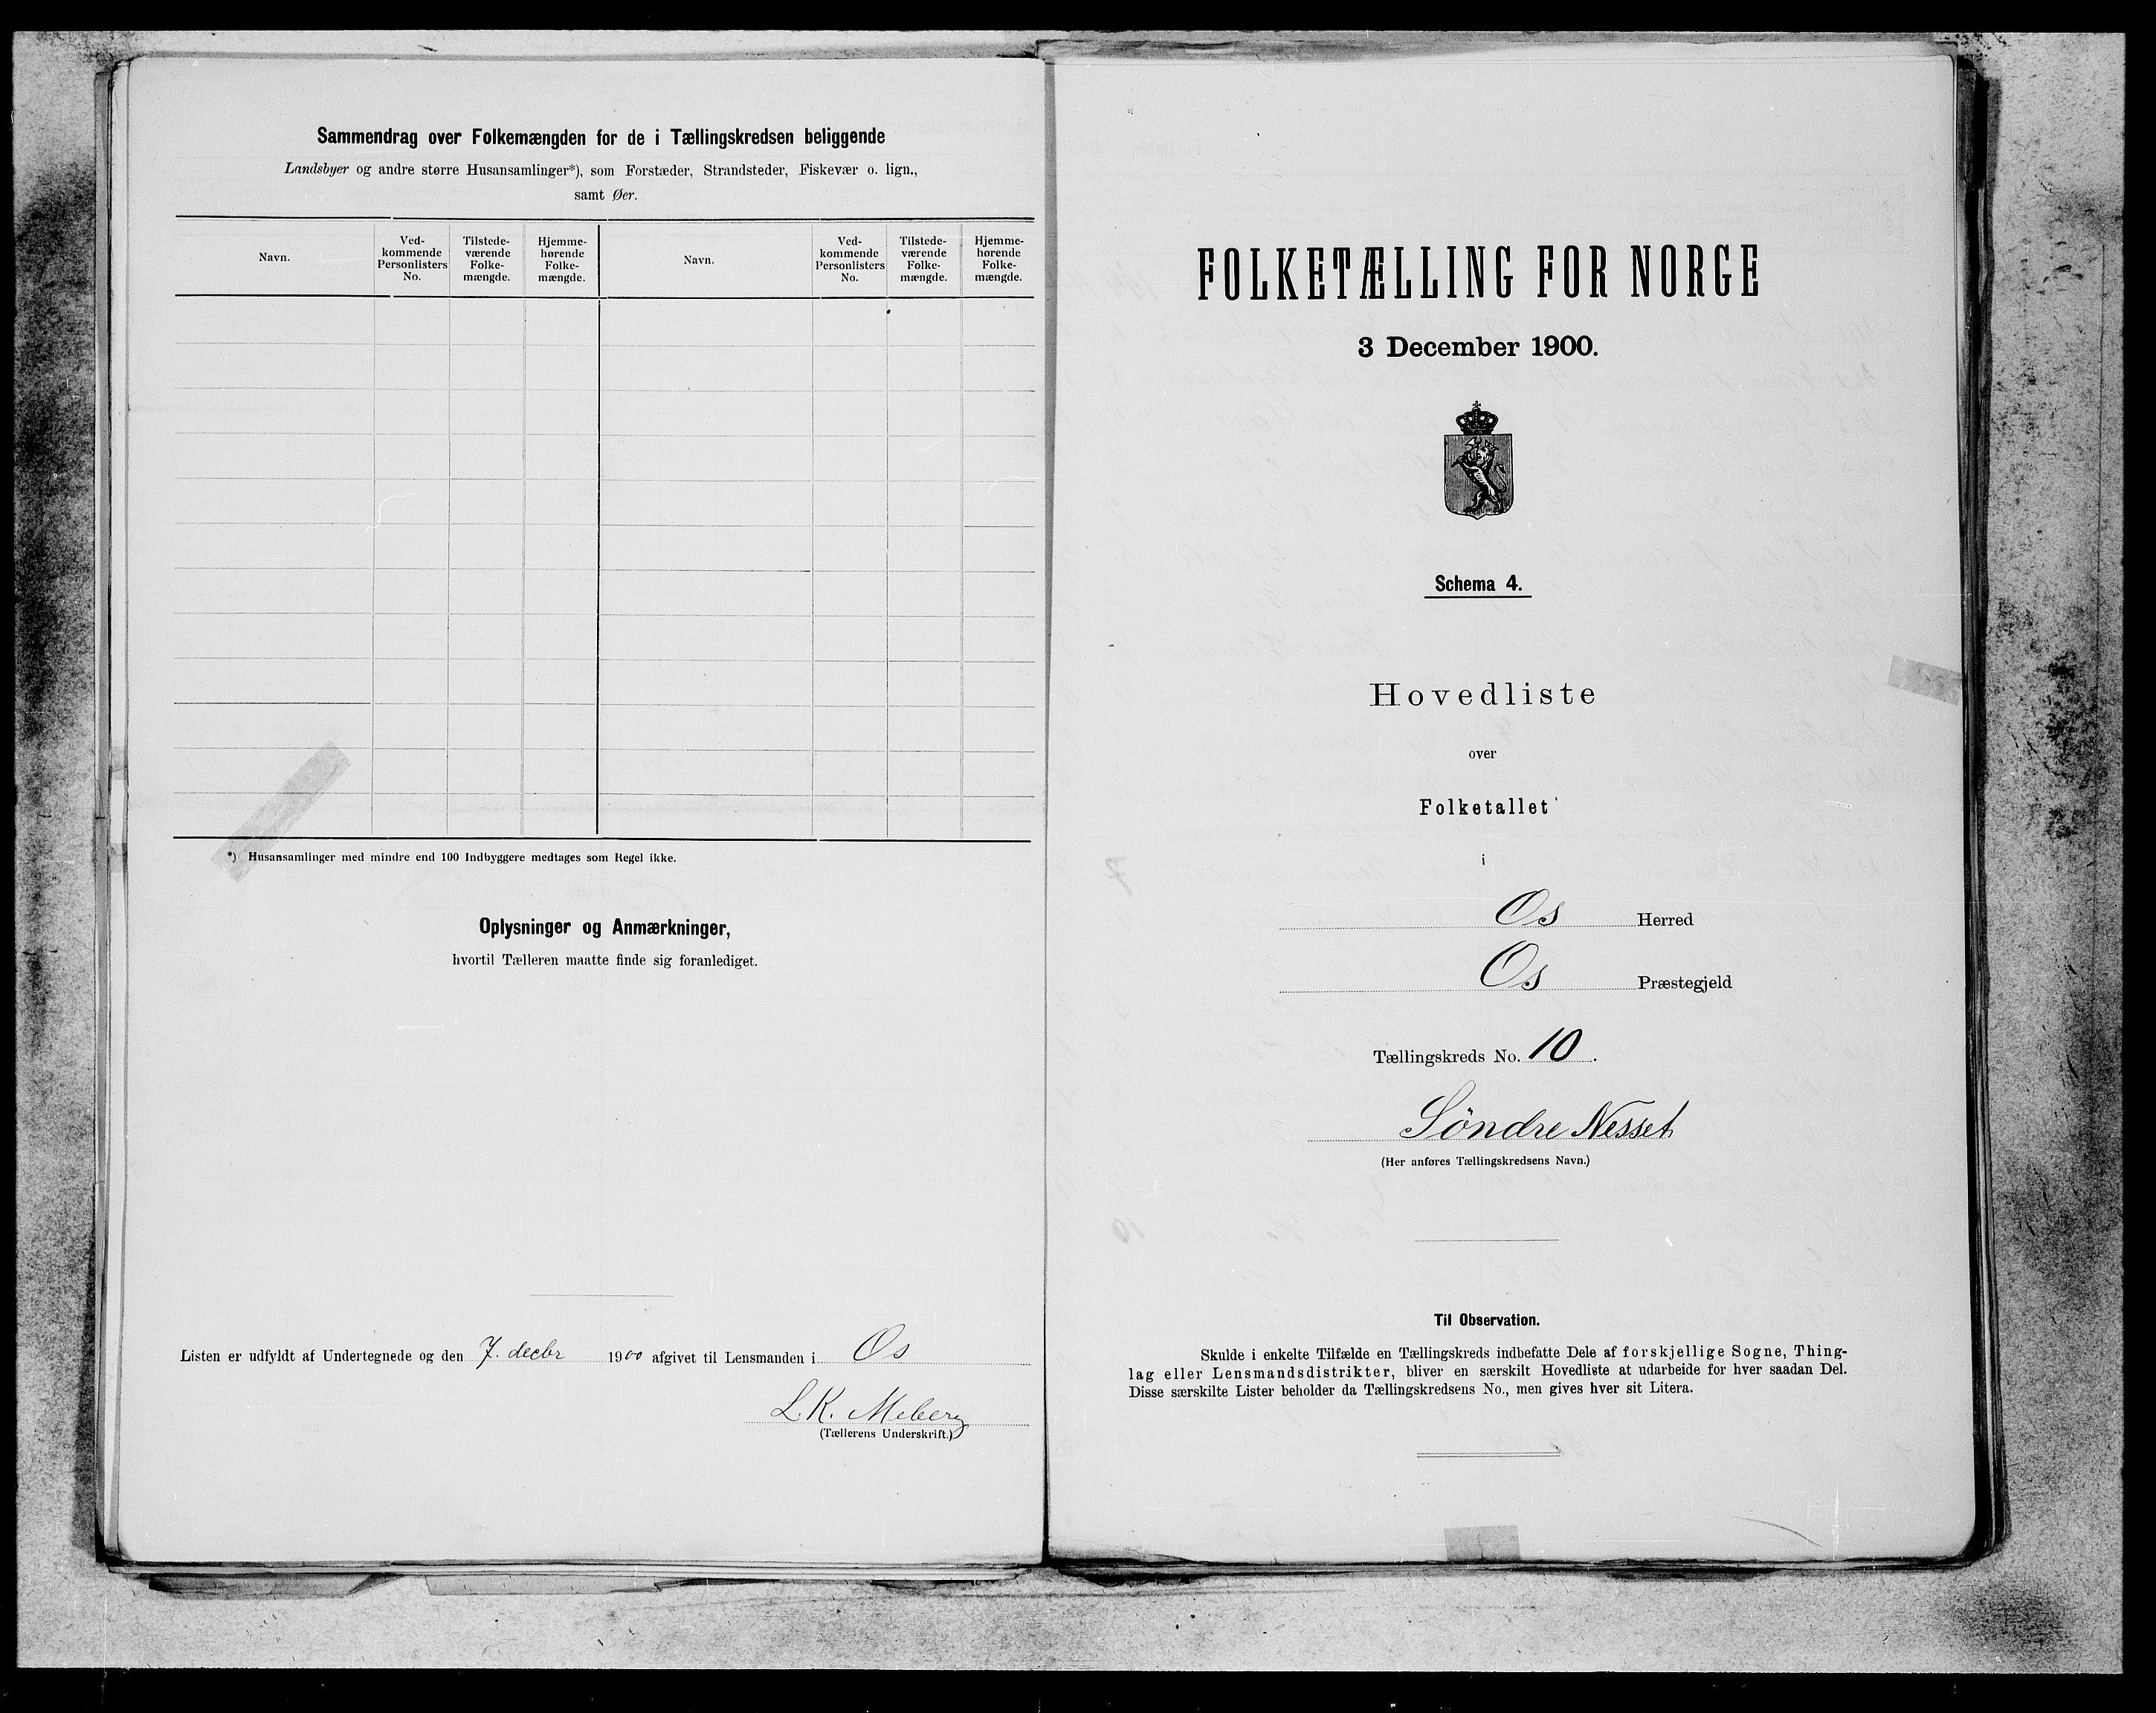 Sammendrag over Folkemængden for de i Tællingskredsen beliggende
Landsbyer og andre større Husansamlinger*), som Forstæder, Strandsteder, Fiskevær o. lign.,
samt Øer.
Navn.
Ved-
kommende
Personlisters
No.
Tilstede-
værende
Folke-
mængde.
Hjemme-
hørende
Folke-
mængde.
Navn.
Ved-
kommende
Personlisters
No.
Tilstede-
værende
Folke-
mængde.
Hjemme-
hørende
Folke-
mængde.
*) Husansamlinger med mindre end 100 Indbyggere medtages som Regel ikke.
Oplysninger og Anmærkninger,
hvortil Tælleren maatte finde sig foranlediget.
Listen er udfyldt af Undertegnede og den 7. decbr 1900 afgivet til Lensmanden i Os
L. K. Meberg
(Tællerens Underskrift.)
FOLKETÆLLING FOR NORGE
3 December 1900.
Schema 4.
Hovedliste
over
Folketallet
i
Os Herred
Os Præstegjeld
Tællingskreds No. 10.
Söndre Nesset
(Her anføres Tællingskredsens Navn.)
Til Observation.
Skulde i enkelte Tilfælde en Tællingskreds indbefatte Dele af forskjellige Sogne, Thing-
lag eller Lensmandsdistrikter, bliver en særskilt Hovedliste at udarbeide for hver saadan Del.
Disse særskilte Lister beholder da Tællingskredsens No., men gives hver sit Litera.